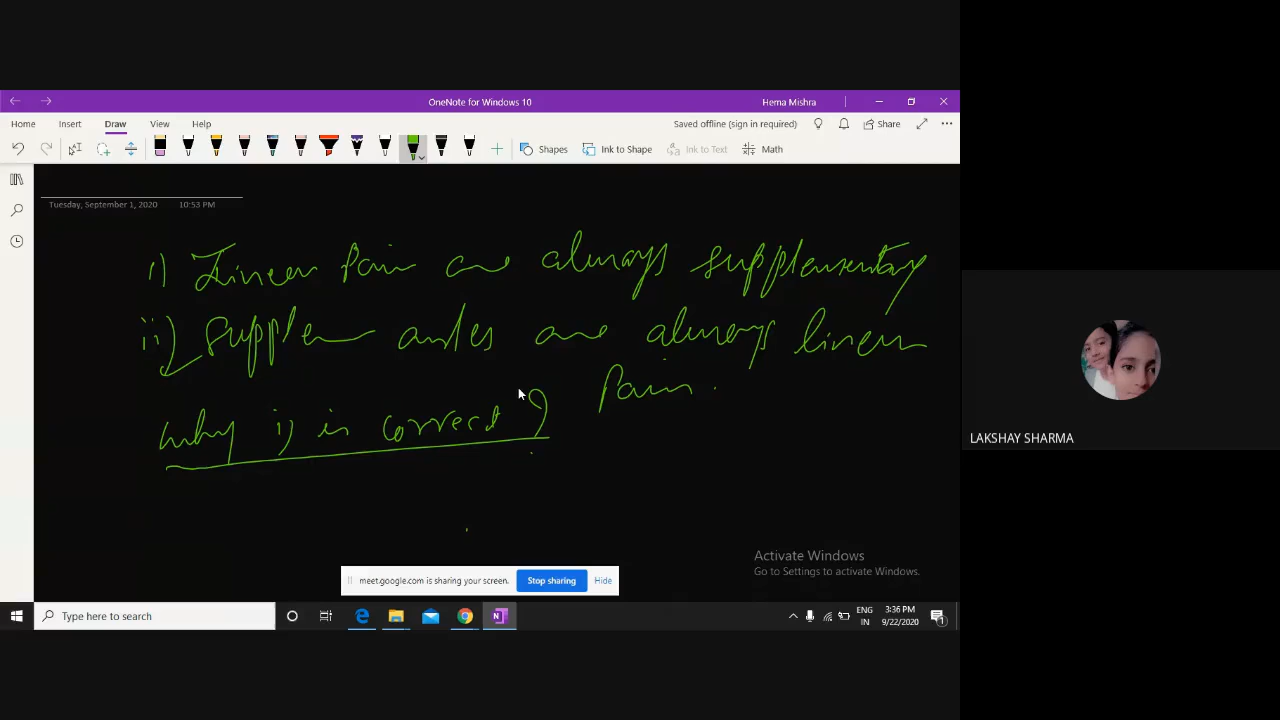 OneNote for Windows 10
Hema Mishra
Home Insert Draw View Help
Saved offline (sign in required)
Share
Shapes
Ink to Shape
Ink to Text
Math
Tuesday, September 1, 2020 10:53 PM
i) Linear Pair are always supplementary
ii) supplem are always linear
Pair.
why i) is correct?
LAKSHAY SHARMA
Activate Windows
Go to Settings to activate Windows.
meet.google.com is sharing your screen. Stop sharing Hide
Type here to search
ENG
IN
3:36 PM
9/22/2020
1